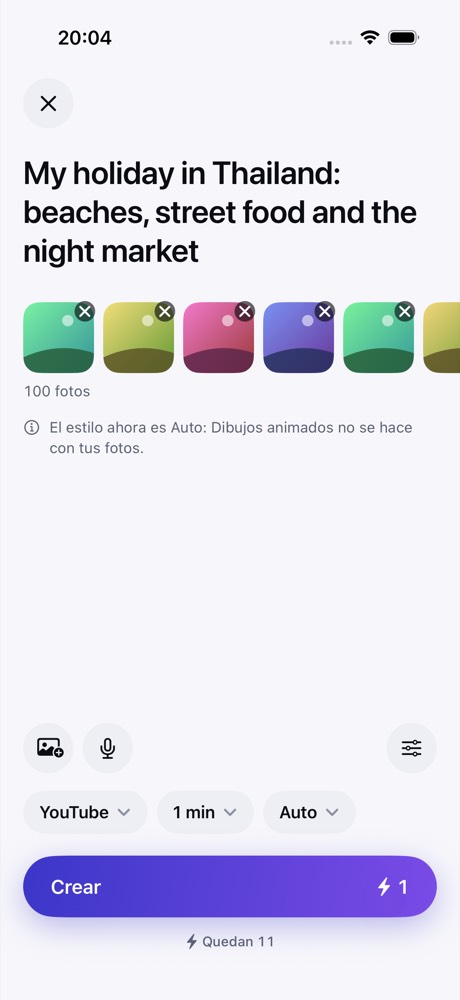 20:04
My holiday in Thailand:
beaches, street food and the
night market
100 fotos
El estilo ahora es Auto: Dibujos animados no se hace
con tus fotos.
YouTube
1 min
Auto
Crear
1
Quedan 11